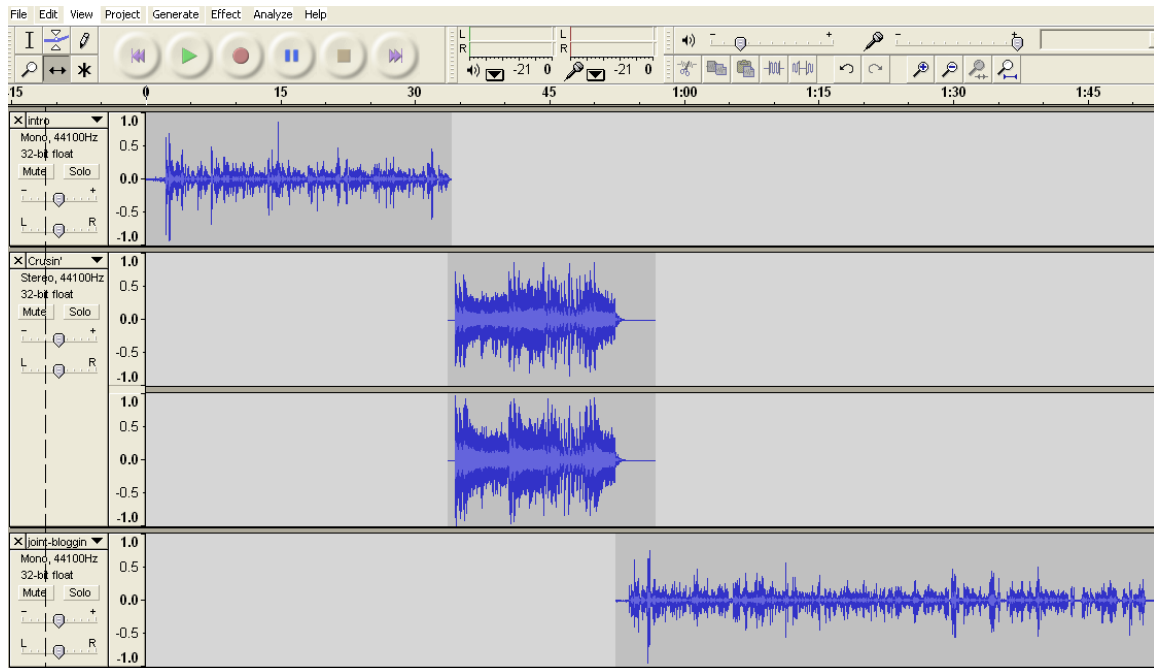 File Edit View Project Generate Effect Analyze Help
L
R
-21 0
L
R
-21 0
- +
- +
15 0 15 30 45 1:00 1:15 1:30 1:45
intro
Mono, 44100Hz
32-bit float
Mute Solo
- +
L R
1.0
0.5
0.0
-0.5
-1.0
Crusin'
Stereo, 44100Hz
32-bit float
Mute Solo
- +
L R
1.0
0.5
0.0
-0.5
-1.0
1.0
0.5
0.0
-0.5
-1.0
joint-bloggin
Mono, 44100Hz
32-bit float
Mute Solo
- +
L R
1.0
0.5
0.0
-0.5
-1.0